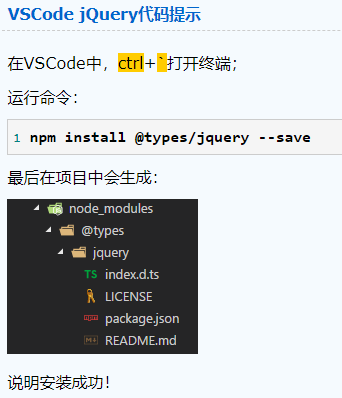 VSCode jQuery代码提示
在VSCode中，ctrl+`打开终端；
运行命令：
1 npm install @types/jquery --save
最后在项目中会生成：
node_modules
@types
jquery
TS index.d.ts
LICENSE
npm package.json
M↓ README.md
说明安装成功！